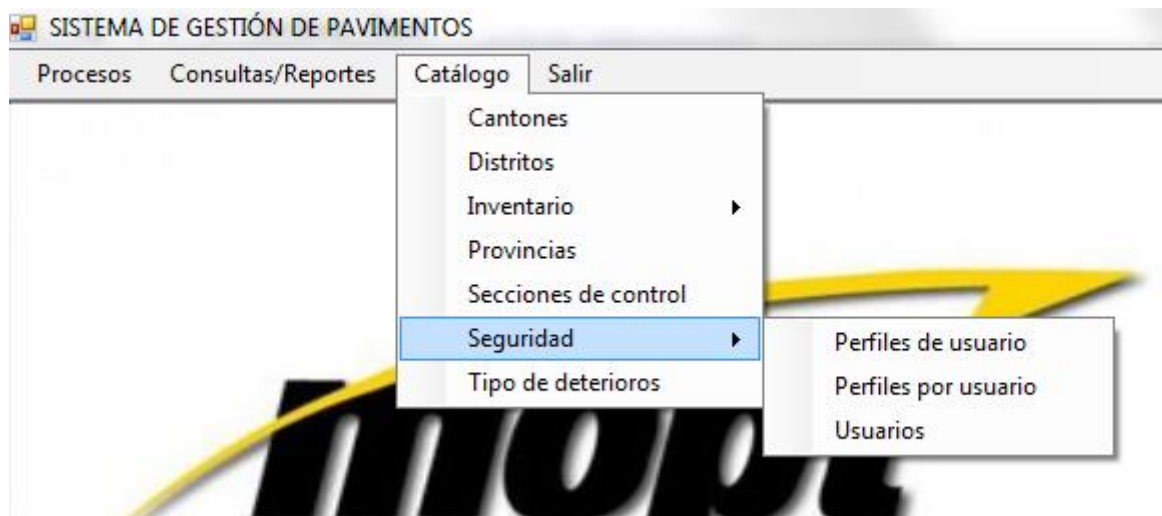 SISTEMA DE GESTIÓN DE PAVIMENTOS
Procesos Consultas/Reportes Catálogo Salir
Cantones
Distritos
Inventario
Provincias
Secciones de control
Seguridad
Tipo de deterioros
Perfiles de usuario
Perfiles por usuario
Usuarios
mopt